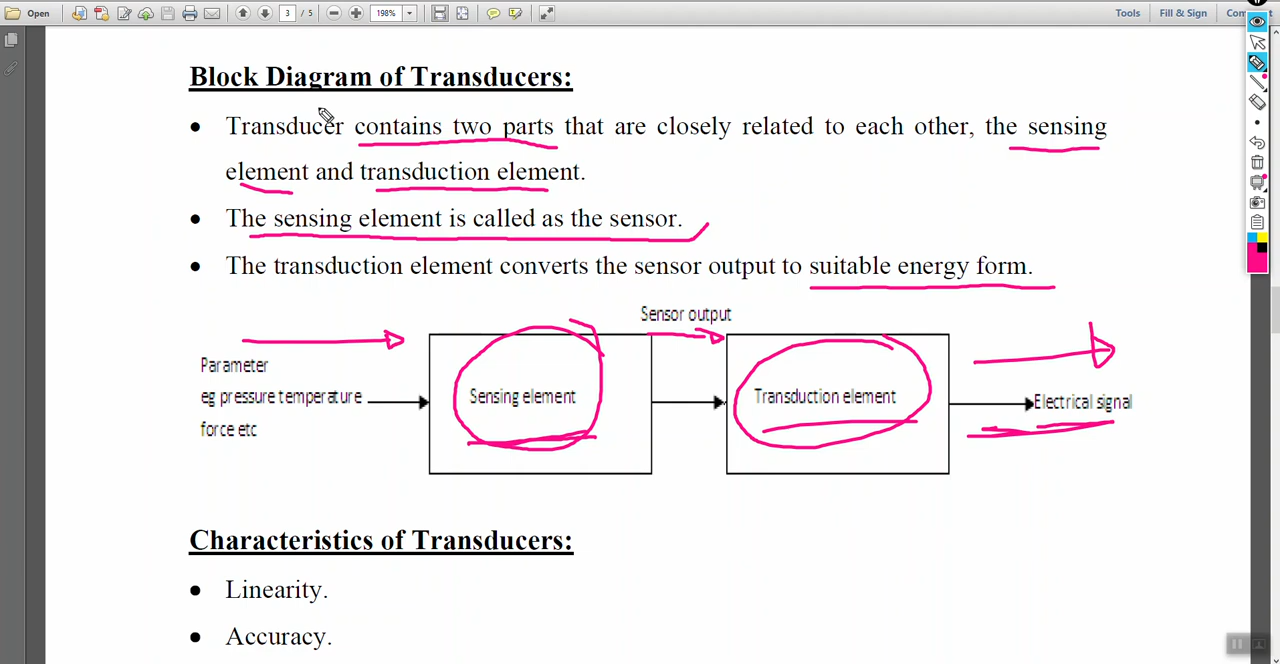 Open
3 / 5
198%
Tools
Fill & Sign
Block Diagram of Transducers:
• Transducer contains two parts that are closely related to each other, the sensing
element and transduction element.
• The sensing element is called as the sensor.
• The transduction element converts the sensor output to suitable energy form.
Sensor output
Parameter
eg pressure temperature
force etc
Sensing element
Transduction element
Electrical signal
Characteristics of Transducers:
• Linearity.
• Accuracy.